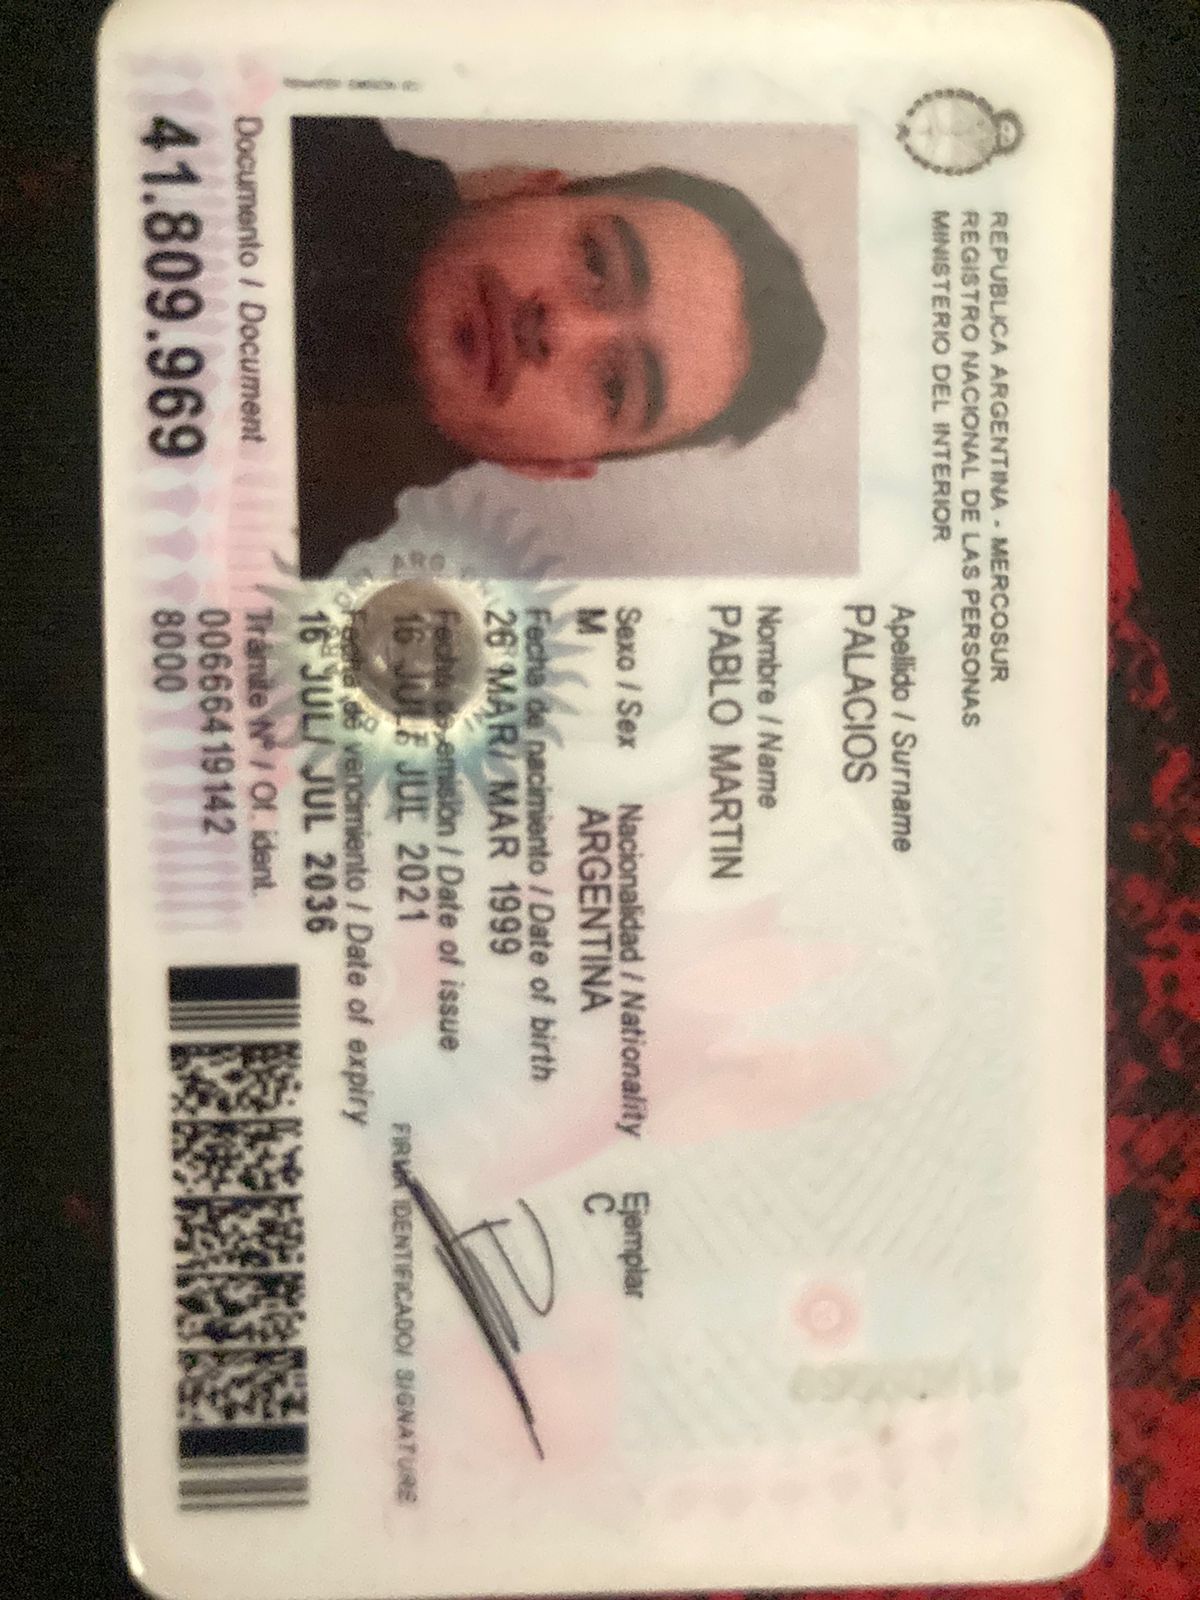 REPUBLICA ARGENTINA - MERCOSUR
REGISTRO NACIONAL DE LAS PERSONAS
MINISTERIO DEL INTERIOR
Apellido / Surname
PALACIOS
Nombre / Name
PABLO MARTIN
Sexo / Sex Nacionalidad / Nationality Ejemplar
M ARGENTINA C
Fecha de nacimiento / Date of birth
26 MAR/ MAR 1999
Fecha de emisión / Date of issue
16 JUL/ JUL 2021
Fecha de vencimiento / Date of expiry
16 JUL/ JUL 2036
FIRMA IDENTIFICADO/ SIGNATURE
Documento / Document
41.809.969
Trámite N° / Of. ident.
00666419142
8000